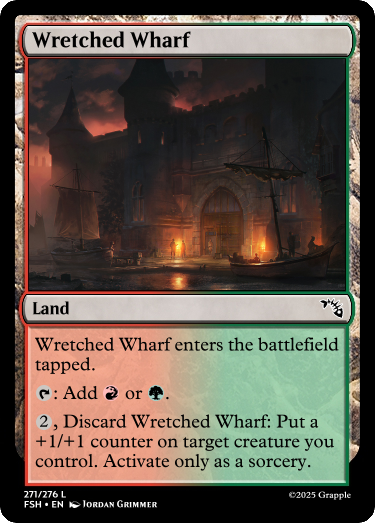 Wretched Wharf
Land
Wretched Wharf enters the battlefield
tapped.
: Add or .
2, Discard Wretched Wharf: Put a
+1/+1 counter on target creature you
control. Activate only as a sorcery.
271/276 L
FSH • EN Jordan Grimmer
©2025 Grapple